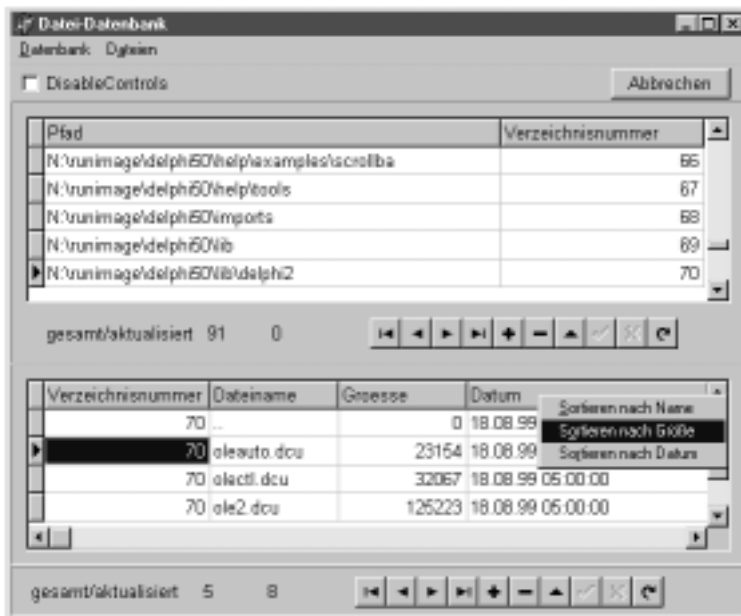 Datei-Datenbank
Datenbank Dateien
DisableControls Abbrechen
Pfad Verzeichnisnummer
N:\runimage\delphi50\help\examples\scrollba 66
N:\runimage\delphi50\help\tools 67
N:\runimage\delphi50\imports 68
N:\runimage\delphi50\lib 69
N:\runimage\delphi50\lib\delphi2 70
gesamt/aktualisiert 91 0
Verzeichnisnummer Dateiname Groesse Datum
70 .. 0 18.08.99
70 oleauto.dcu 23154 18.08.99
70 olectl.dcu 32067 18.08.99 05:00:00
70 ole2.dcu 125223 18.08.99 05:00:00
Sortieren nach Name
Sortieren nach Größe
Sortieren nach Datum
gesamt/aktualisiert 5 8